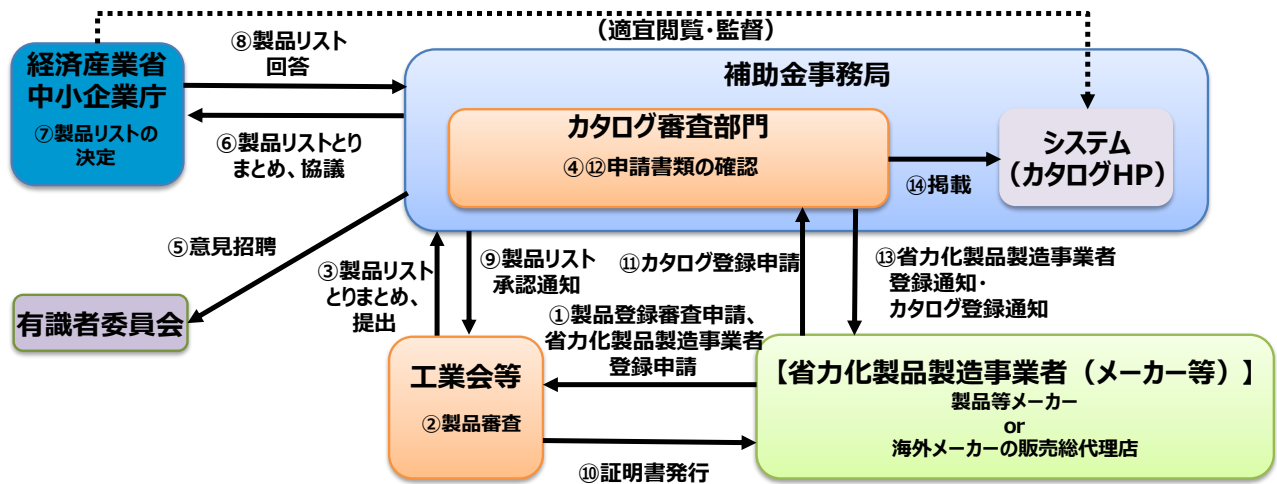 （適宜閲覧・監督）
経済産業省
中小企業庁
⑦製品リストの
決定
⑧製品リスト
回答
⑥製品リストとり
まとめ、協議
補助金事務局
カタログ審査部門
④⑫申請書類の確認
⑭掲載
システム
（カタログHP）
⑤意見招聘
有識者委員会
③製品リスト
とりまとめ、
提出
⑨製品リスト
承認通知
⑪カタログ登録申請
⑬省力化製品製造事業者
登録通知・
カタログ登録通知
①製品登録審査申請、
省力化製品製造事業者
登録申請
工業会等
②製品審査
⑩証明書発行
【省力化製品製造事業者（メーカー等）】
製品等メーカー
or
海外メーカーの販売総代理店